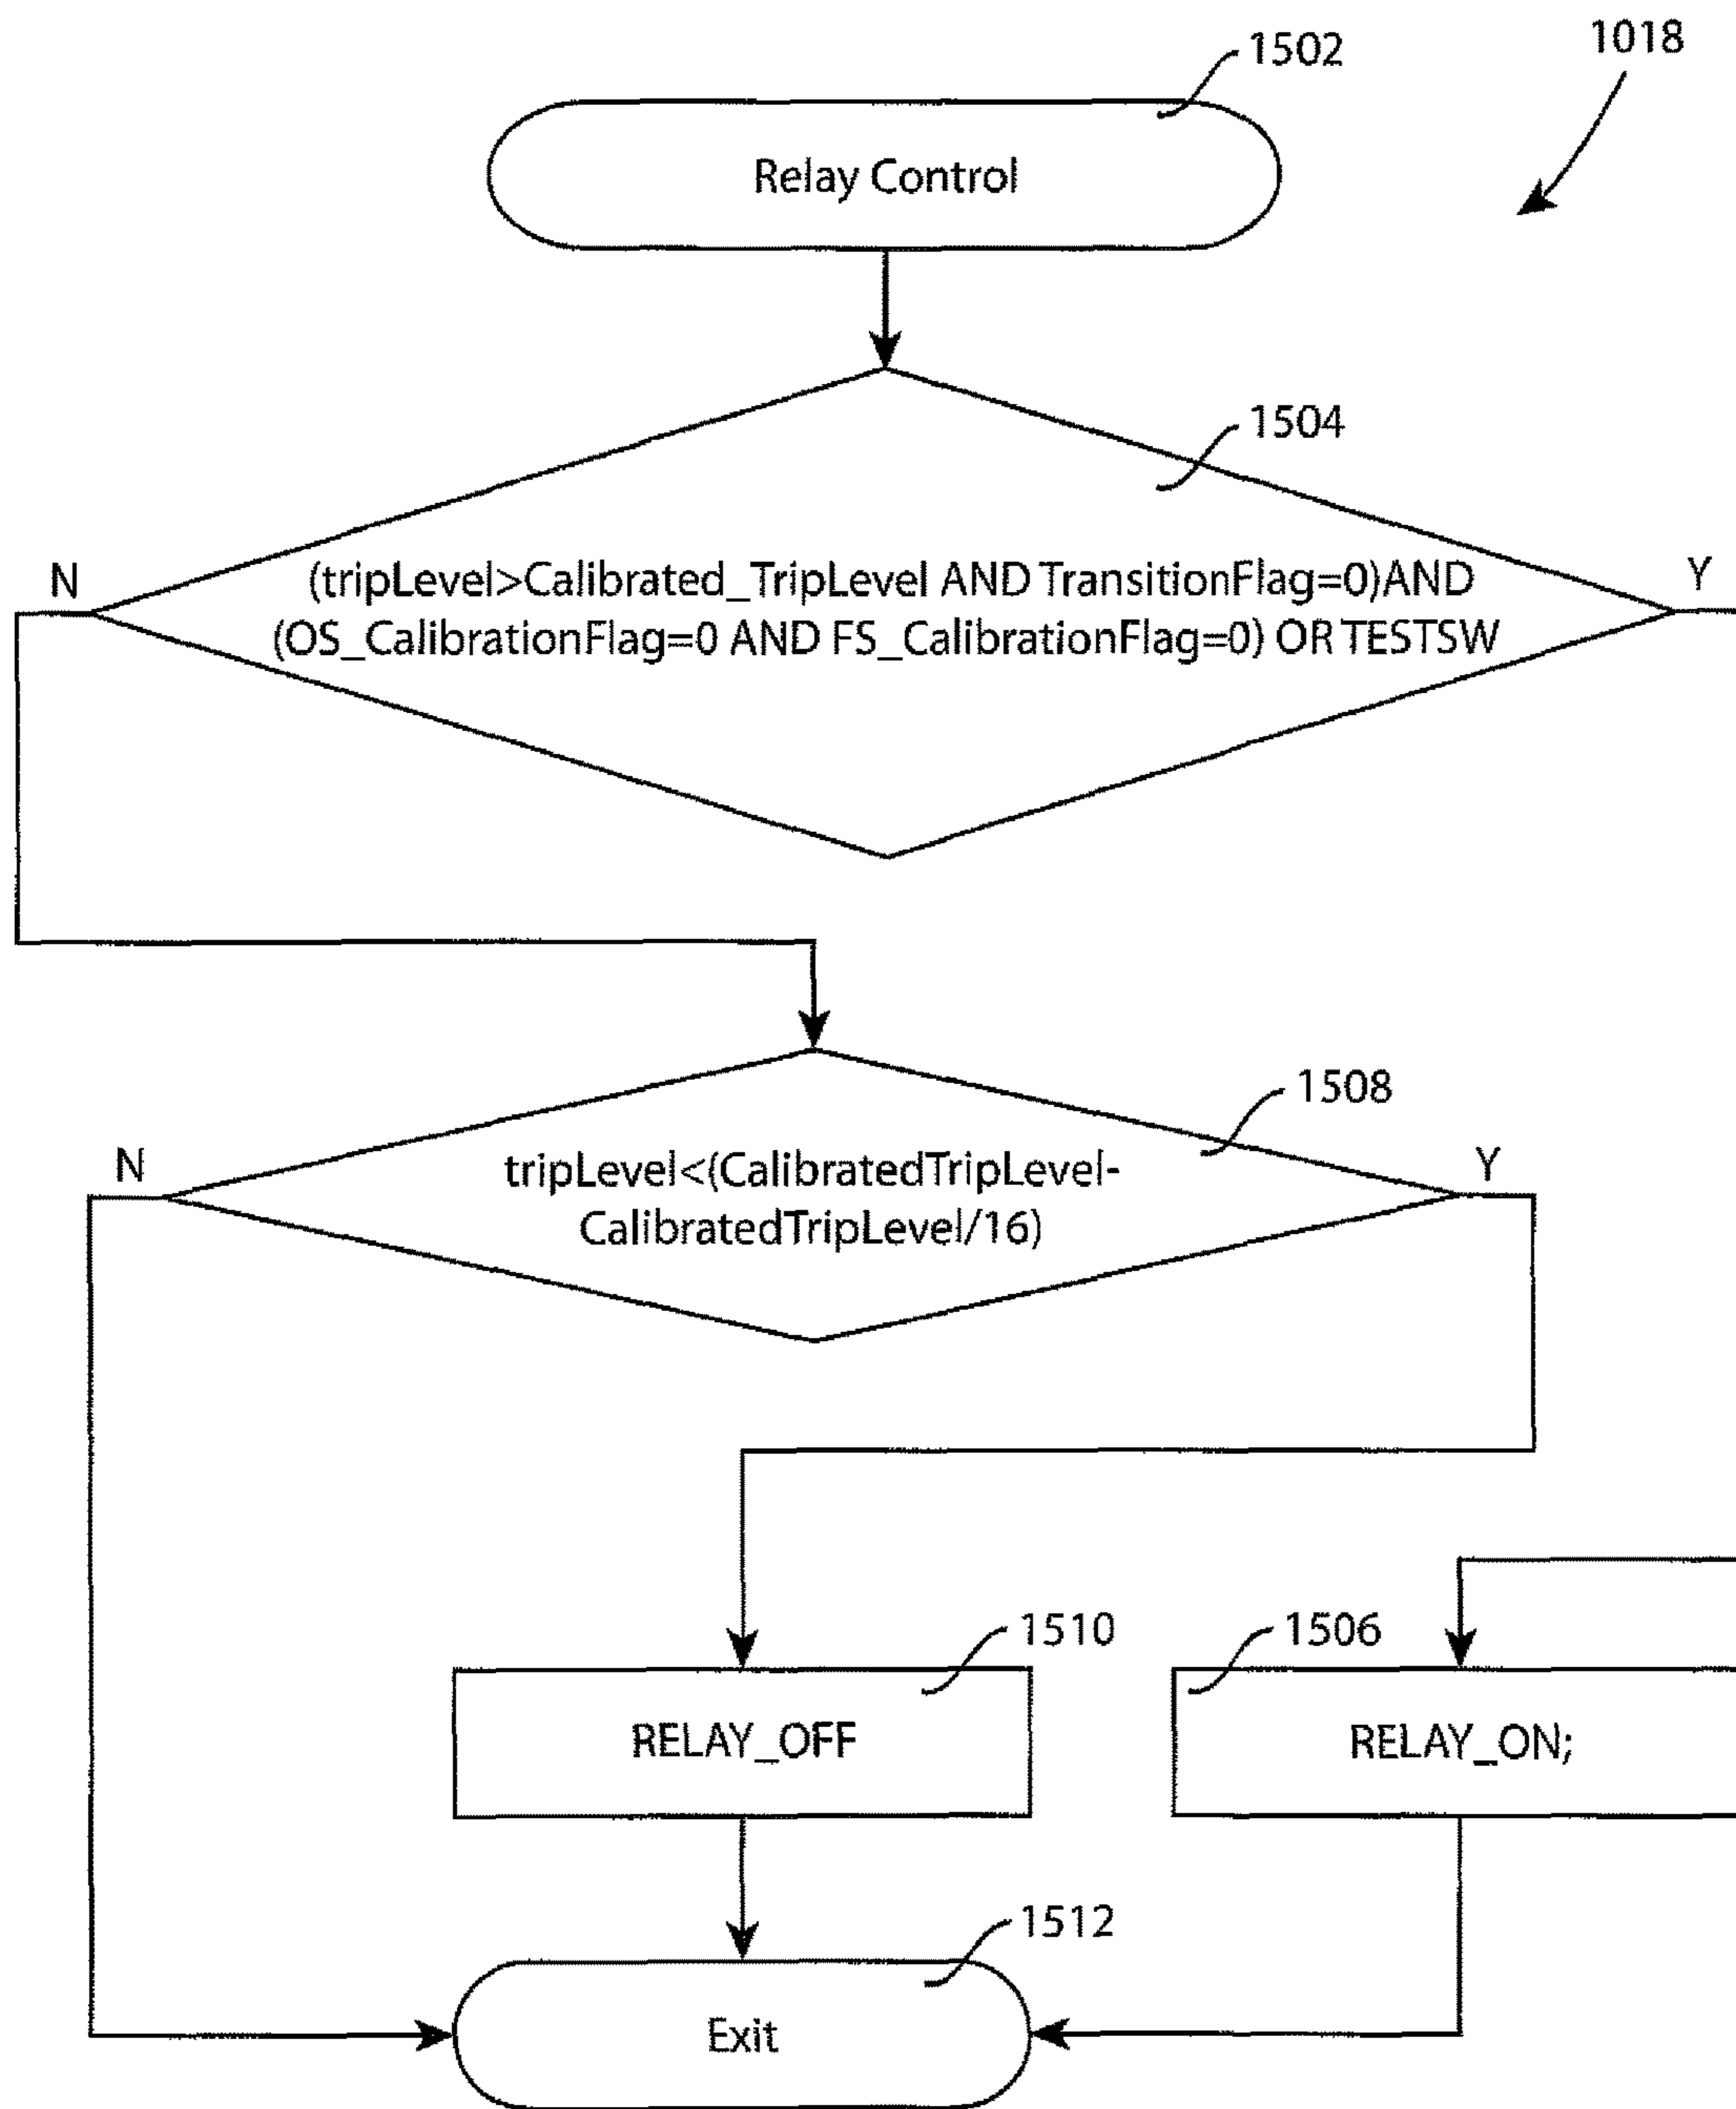 1502
1018
Relay Control
1504
N
(tripLevel>Calibrated_TripLevel AND TransitionFlag=0)AND
(OS_CalibrationFlag=0 AND FS_CalibrationFlag=0) OR TESTSW
Y
1508
N
tripLevel<(CalibratedTripLevel-
CalibratedTripLevel/16)
Y
1510
1506
RELAY_OFF
RELAY_ON;
1512
Exit